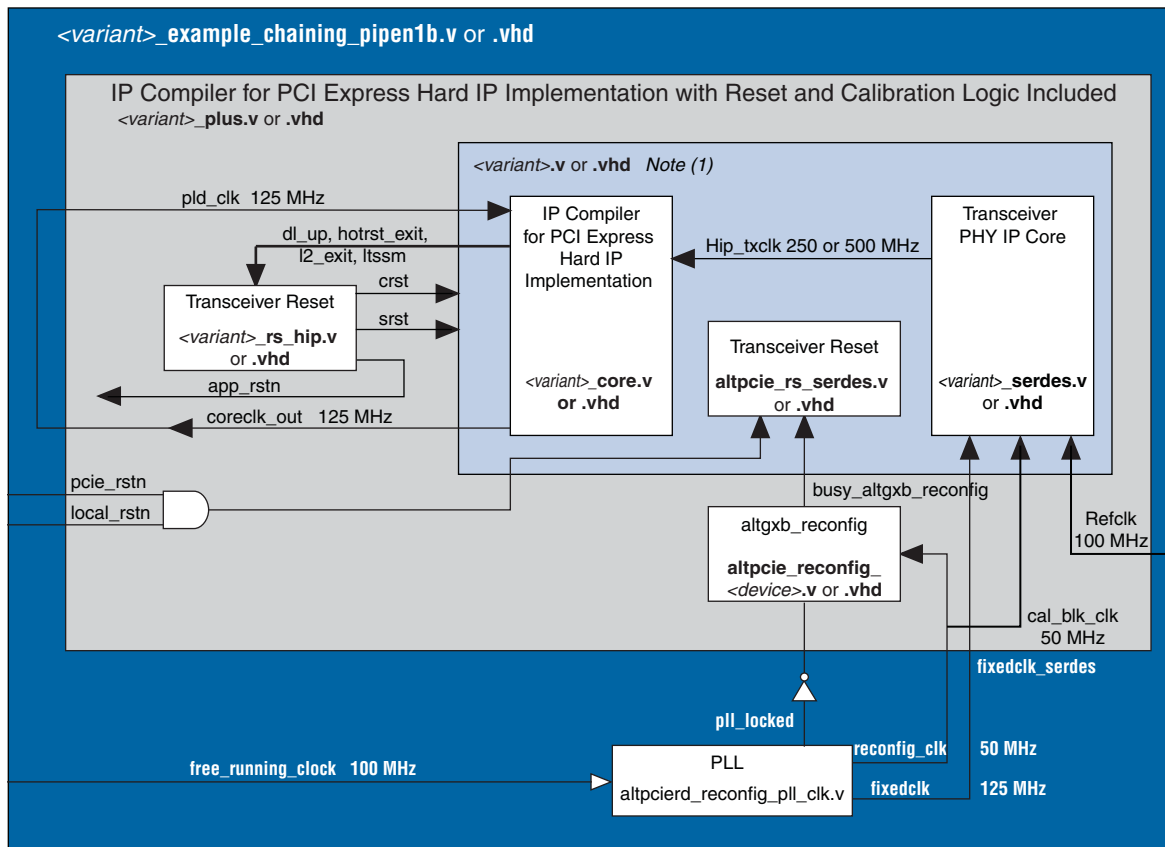 <variant>_example_chaining_pipen1b.v or .vhd
IP Compiler for PCI Express Hard IP Implementation with Reset and Calibration Logic Included
<variant>_plus.v or .vhd
<variant>.v or .vhd Note (1)
pld_clk 125 MHz
IP Compiler
for PCI Express
Hard IP
Implementation
<variant>_core.v
or .vhd
Transceiver
PHY IP Core
<variant>_serdes.v
or .vhd
Hip_txclk 250 or 500 MHz
dl_up, hotrst_exit,
l2_exit, ltssm
crst
srst
Transceiver Reset
<variant>_rs_hip.v
or .vhd
app_rstn
coreclk_out 125 MHz
Transceiver Reset
altpcie_rs_serdes.v
or .vhd
pcie_rstn
local_rstn
busy_altgxb_reconfig
altgxb_reconfig
altpcie_reconfig_
<device>.v or .vhd
Refclk
100 MHz
cal_blk_clk
50 MHz
fixedclk_serdes
pll_locked
free_running_clock 100 MHz
PLL
altpcierd_reconfig_pll_clk.v
reconfig_clk 50 MHz
fixedclk 125 MHz